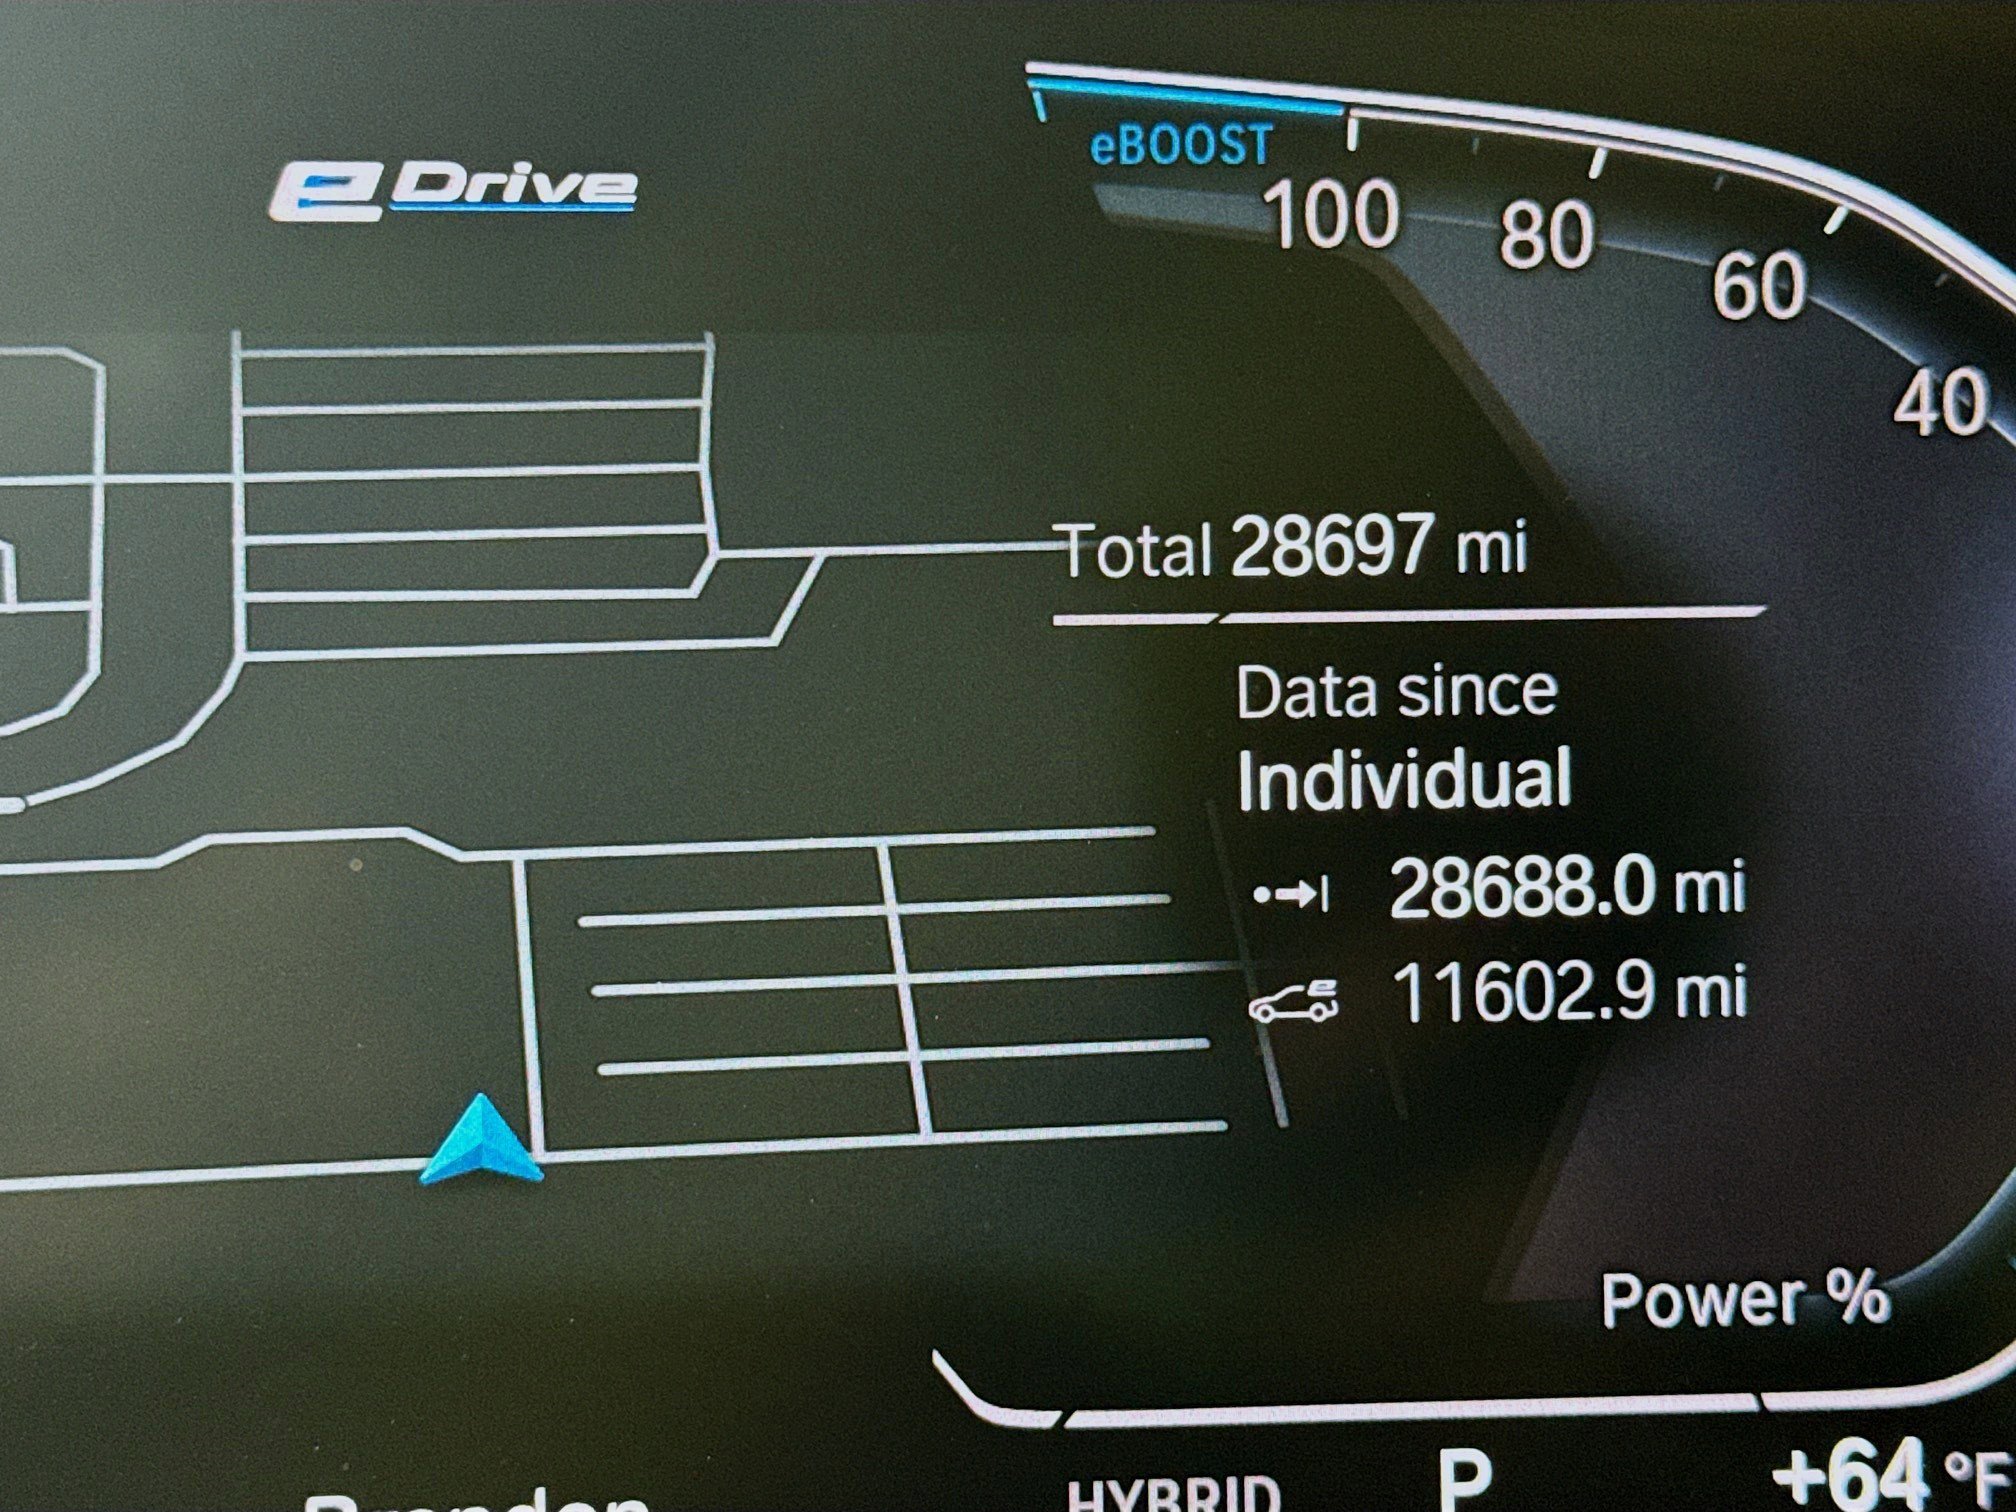 eDrive
eBOOST
100
80
60
40
Total 28697 mi
Data since
Individual
28688.0 mi
11602.9 mi
Power %
HYBRID
P
+64 °F